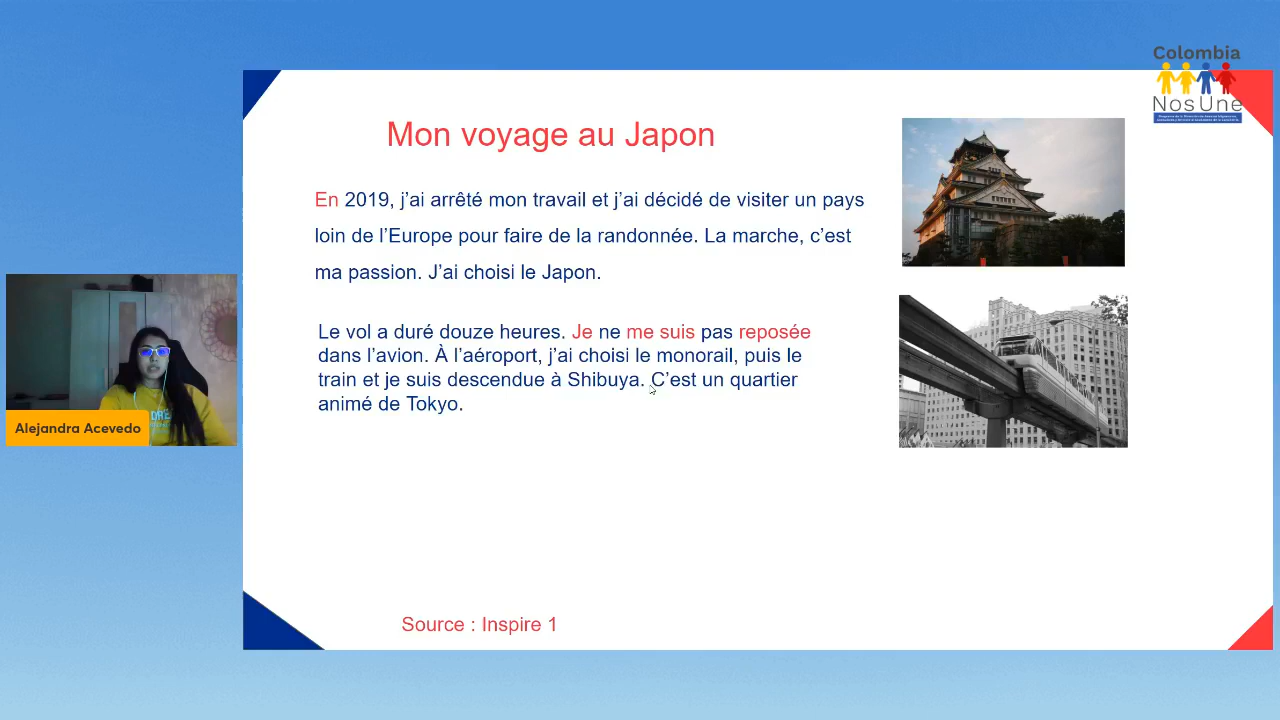 Colombia
NosUne
Mon voyage au Japon
En 2019, j’ai arrêté mon travail et j’ai décidé de visiter un pays
loin de l’Europe pour faire de la randonnée. La marche, c’est
ma passion. J’ai choisi le Japon.
Le vol a duré douze heures. Je ne me suis pas reposée
dans l’avion. À l’aéroport, j’ai choisi le monorail, puis le
train et je suis descendue à Shibuya. C’est un quartier
animé de Tokyo.
Alejandra Acevedo
Source : Inspire 1